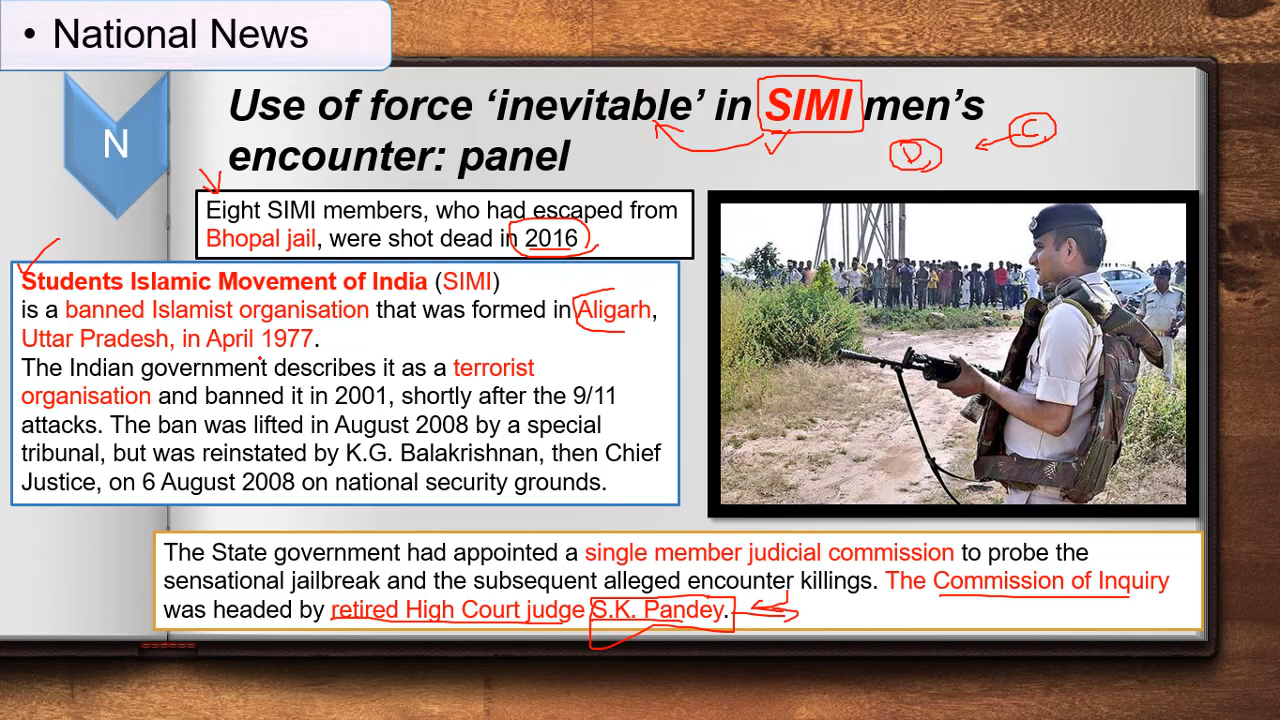 • National News
N
Use of force ‘inevitable’ in SIMI men’s
encounter: panel
D
C
Eight SIMI members, who had escaped from
Bhopal jail, were shot dead in 2016
Students Islamic Movement of India (SIMI)
is a banned Islamist organisation that was formed in Aligarh,
Uttar Pradesh, in April 1977.
The Indian government describes it as a terrorist
organisation and banned it in 2001, shortly after the 9/11
attacks. The ban was lifted in August 2008 by a special
tribunal, but was reinstated by K.G. Balakrishnan, then Chief
Justice, on 6 August 2008 on national security grounds.
The State government had appointed a single member judicial commission to probe the
sensational jailbreak and the subsequent alleged encounter killings. The Commission of Inquiry
was headed by retired High Court judge S.K. Pandey.